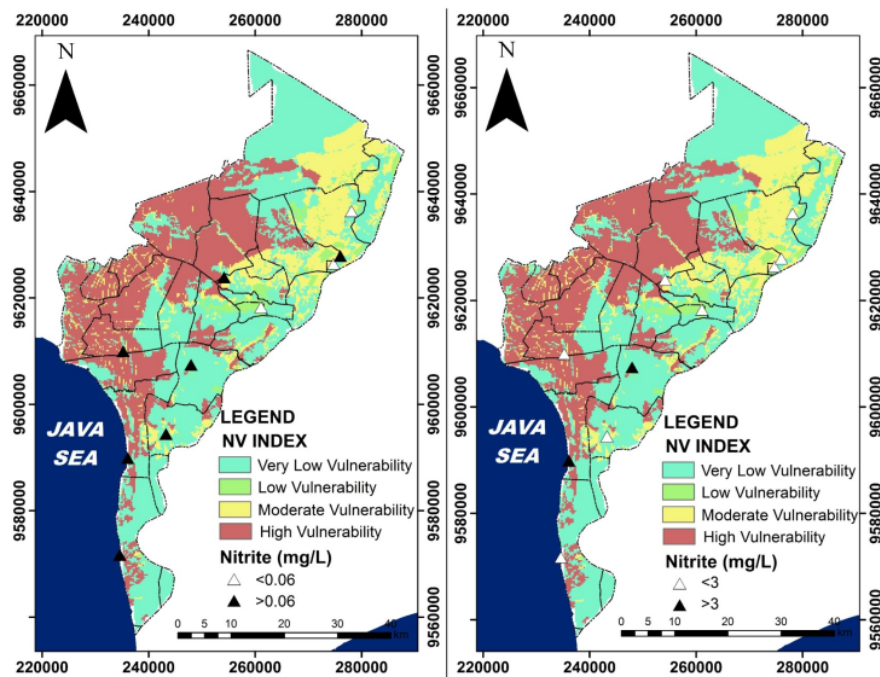 220000 240000 260000 280000
N
9660000
9640000
9620000
9600000
9580000
9560000
JAVA
SEA
LEGEND
NV INDEX
Very Low Vulnerability
Low Vulnerability
Moderate Vulnerability
High Vulnerability
Nitrite (mg/L)
<0.06
>0.06
0 5 10 20 30 40
km
220000 240000 260000 280000
220000 240000 260000 280000
N
9660000
9640000
9620000
9600000
9580000
9560000
JAVA
SEA
LEGEND
NV INDEX
Very Low Vulnerability
Low Vulnerability
Moderate Vulnerability
High Vulnerability
Nitrite (mg/L)
<3
>3
0 5 10 20 30 40
km
220000 240000 260000 280000